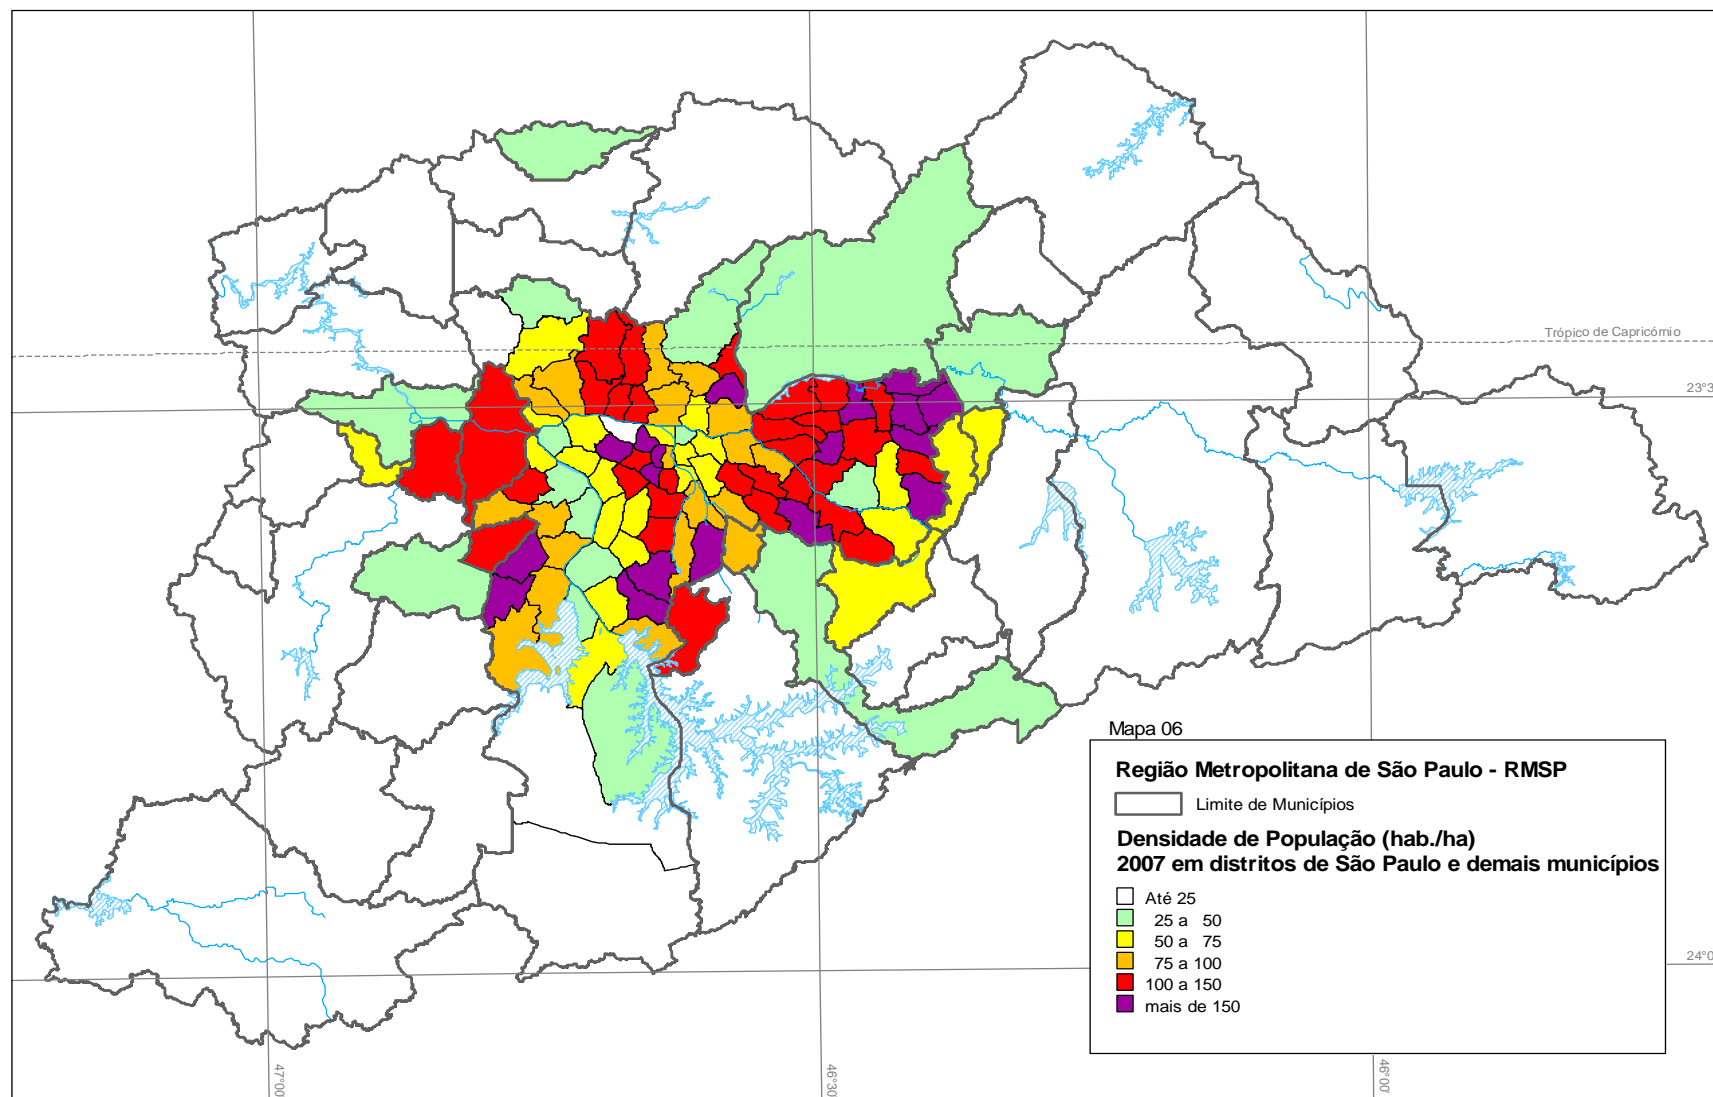 Trópico de Capricórnio
23°3
Mapa 06
Região Metropolitana de São Paulo - RMSP
Limite de Municípios
Densidade de População (hab./ha)
2007 em distritos de São Paulo e demais municípios
Até 25
25 a 50
50 a 75
75 a 100
100 a 150
mais de 150
24°0
47°00'
46°30
46°00'